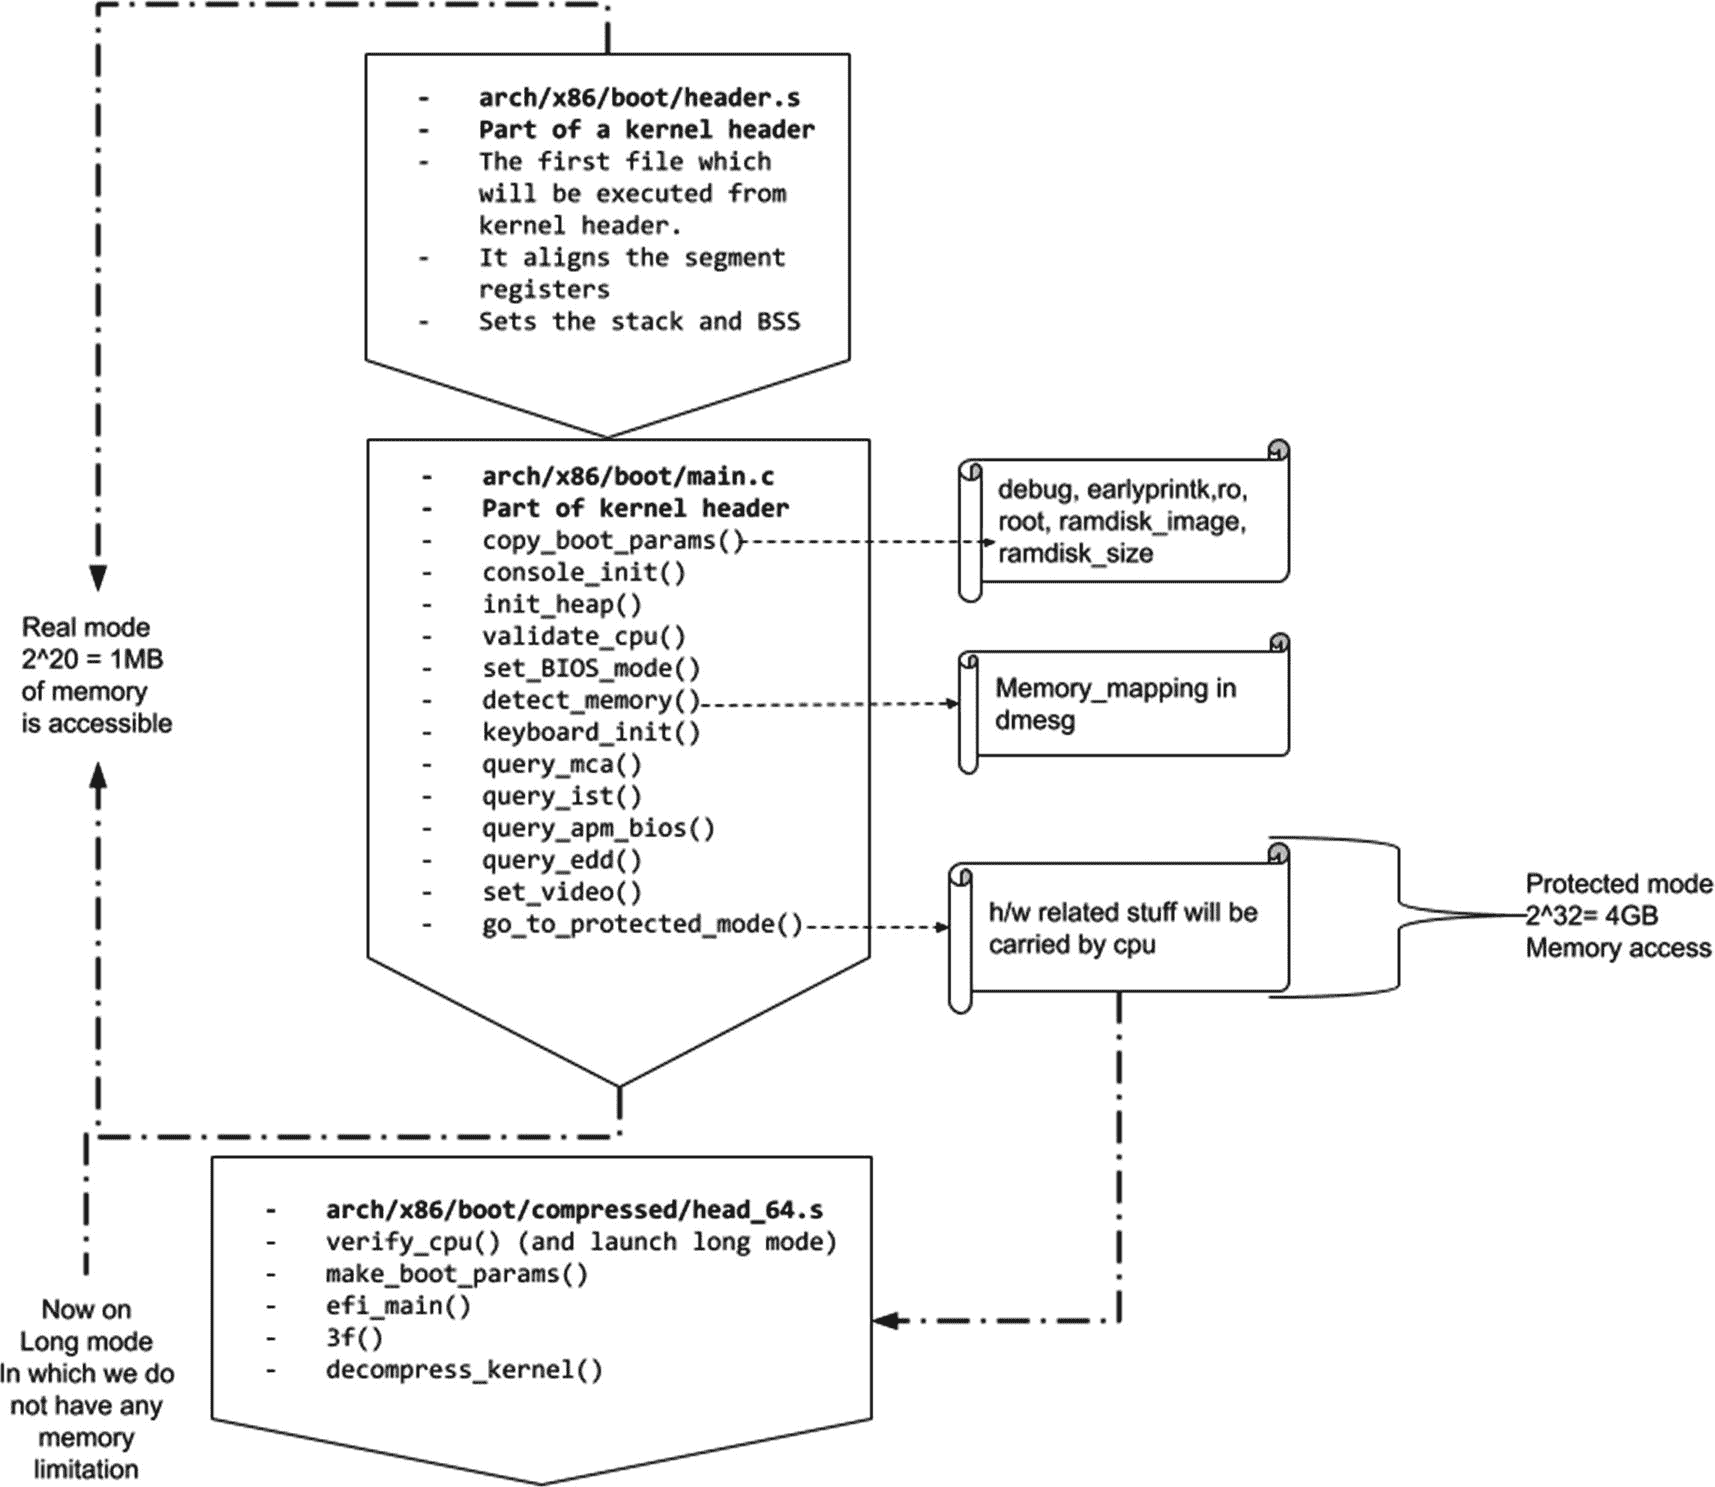 - arch/x86/boot/header.s
- Part of a kernel header
- The first file which
will be executed from
kernel header.
- It aligns the segment
registers
- Sets the stack and BSS
- arch/x86/boot/main.c
- Part of kernel header
- copy_boot_params()
- console_init()
- init_heap()
- validate_cpu()
- set_BIOS_mode()
- detect_memory()
- keyboard_init()
- query_mca()
- query_ist()
- query_apm_bios()
- query_edd()
- set_video()
- go_to_protected_mode()
debug, earlyprintk,ro,
root, ramdisk_image,
ramdisk_size
Memory_mapping in
dmesg
h/w related stuff will be
carried by cpu
Protected mode
2^32= 4GB
Memory access
Real mode
2^20 = 1MB
of memory
is accessible
- arch/x86/boot/compressed/head_64.s
- verify_cpu() (and launch long mode)
- make_boot_params()
- efi_main()
- 3f()
- decompress_kernel()
Now on
Long mode
In which we do
not have any
memory
limitation